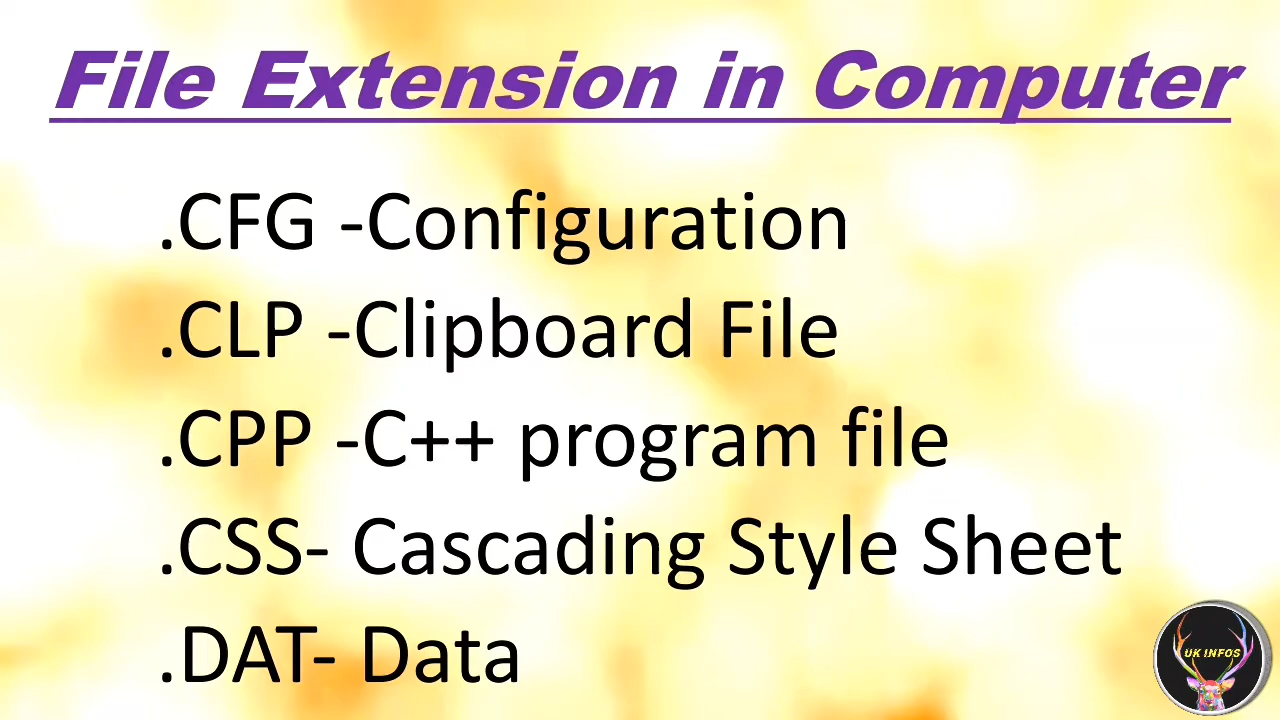 File Extension in Computer
.CFG -Configuration
.CLP -Clipboard File
.CPP -C++ program file
.CSS- Cascading Style Sheet
.DAT- Data
UK INFOS